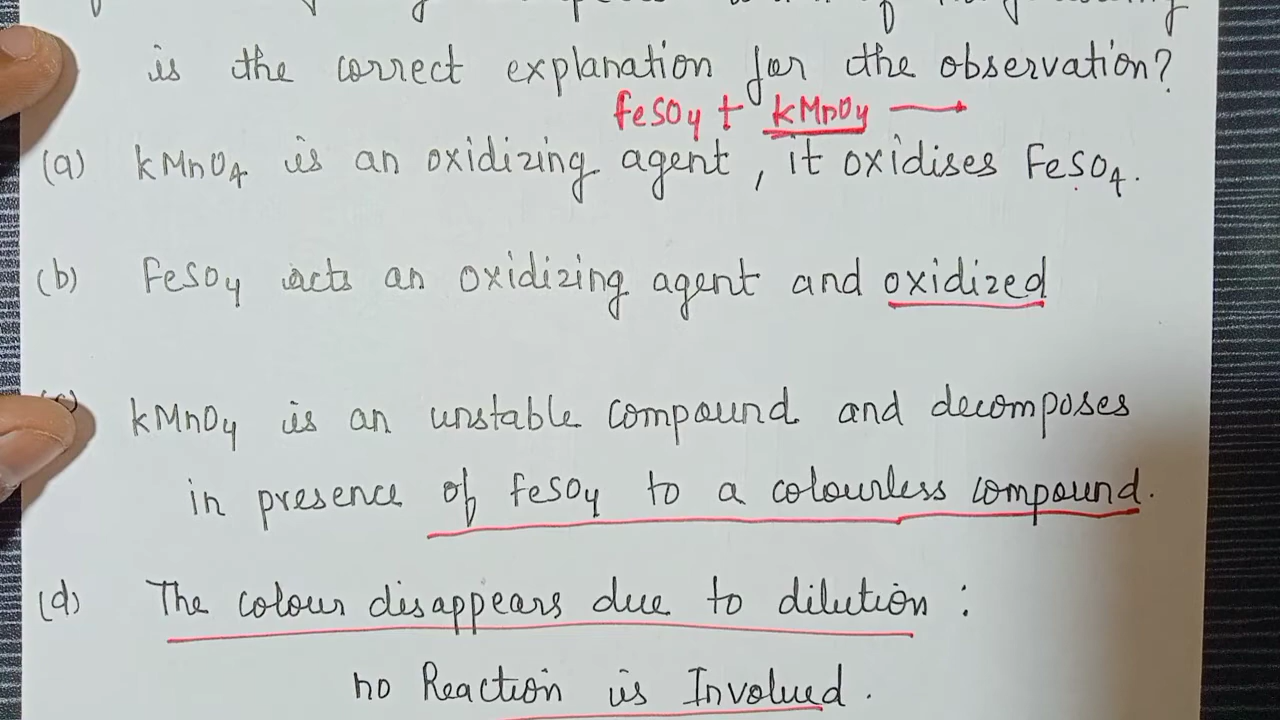 is the correct explanation for the observation?
FeSO4 + KMnO4 →
(a) KMnO4 is an oxidizing agent, it oxidises FeSO4.
(b) FeSO4 acts an oxidizing agent and oxidized
(c) KMnO4 is an unstable compound and decomposes
in presence of FeSO4 to a colourless compound.
(d) The colour disappears due to dilution :
no Reaction is Involved.